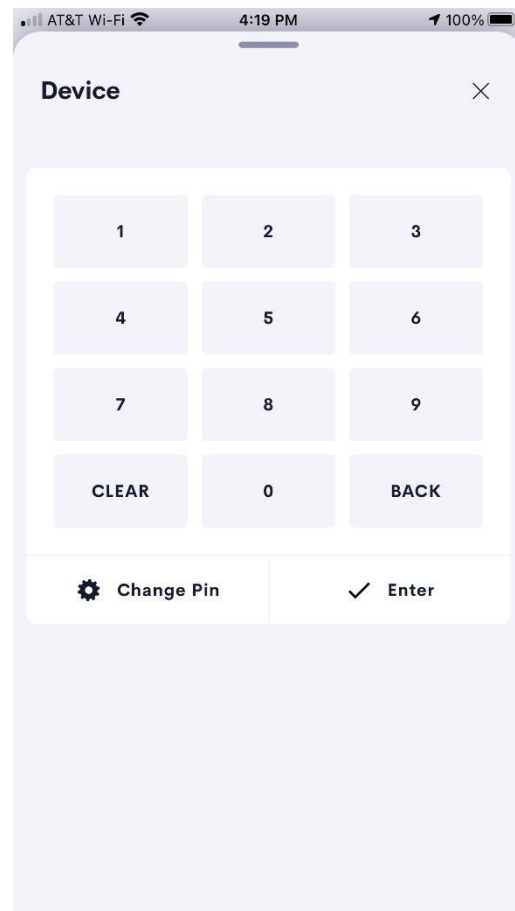 AT&T Wi-Fi 4:19 PM 100%
Device
1 2 3
4 5 6
7 8 9
CLEAR 0 BACK
Change Pin Enter